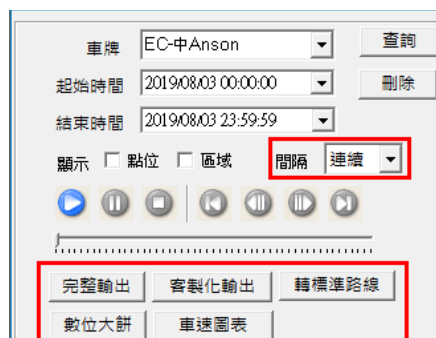 車牌 EC-中Anson 查詢
起始時間 2019/08/03 00:00:00 刪除
結束時間 2019/08/03 23:59:59
顯示 點位 區域 間隔 連續
完整輸出 客製化輸出 轉標準路線
數位大餅 車速圖表